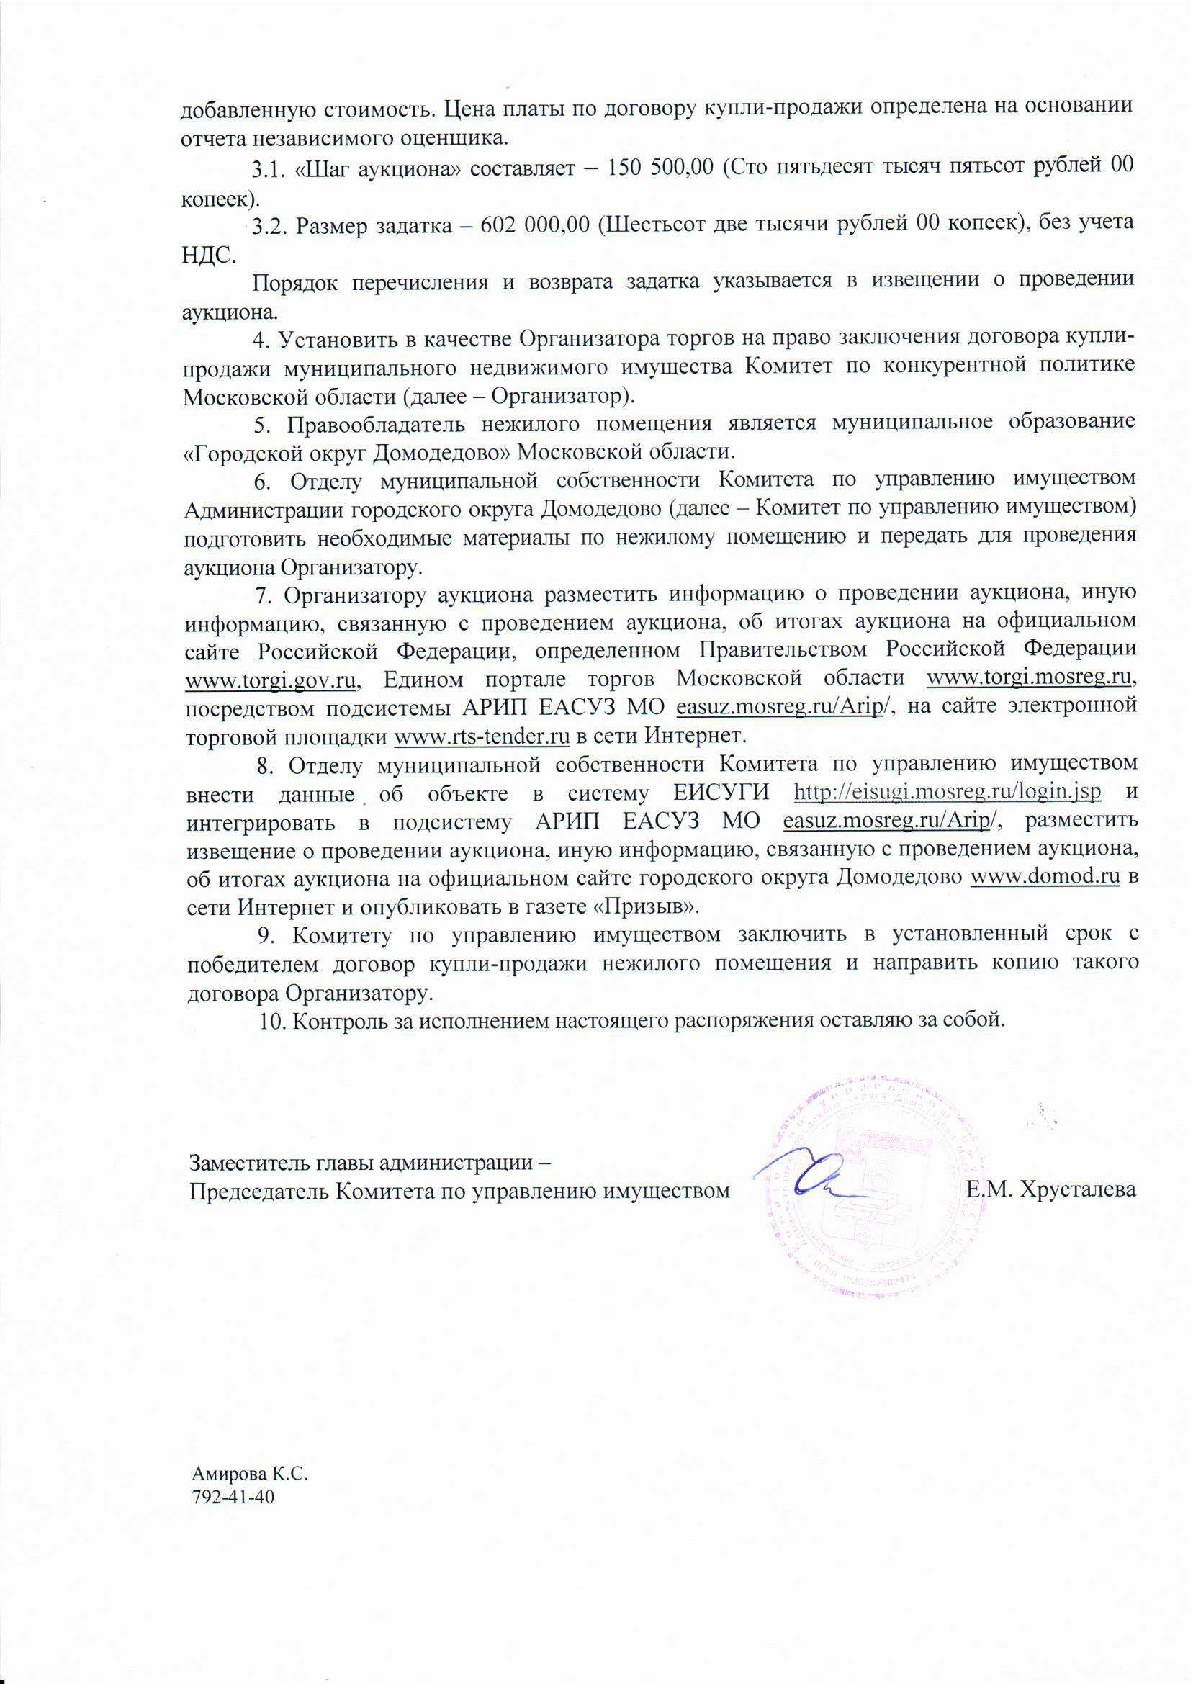 добавленную стоимость. Цена платы по договору купли-продажи определена на основании
отчета независимого оценщика.
3.1. «Шаг аукциона» составляет – 150 500,00 (Сто пятьдесят тысяч пятьсот рублей 00
копеек).
3.2. Размер задатка – 602 000,00 (Шестьсот две тысячи рублей 00 копеек), без учета
НДС.
Порядок перечисления и возврата задатка указывается в извещении о проведении
аукциона.
4. Установить в качестве Организатора торгов на право заключения договора купли-
продажи муниципального недвижимого имущества Комитет по конкурентной политике
Московской области (далее – Организатор).
5. Правообладатель нежилого помещения является муниципальное образование
«Городской округ Домодедово» Московской области.
6. Отделу муниципальной собственности Комитета по управлению имуществом
Администрации городского округа Домодедово (далее – Комитет по управлению имуществом)
подготовить необходимые материалы по нежилому помещению и передать для проведения
аукциона Организатору.
7. Организатору аукциона разместить информацию о проведении аукциона, иную
информацию, связанную с проведением аукциона, об итогах аукциона на официальном
сайте Российской Федерации, определенном Правительством Российской Федерации
www.torgi.gov.ru, Едином портале торгов Московской области www.torgi.mosreg.ru,
посредством подсистемы АРИП ЕАСУЗ МО easuz.mosreg.ru/Arip/, на сайте электронной
торговой площадки www.rts-tender.ru в сети Интернет.
8. Отделу муниципальной собственности Комитета по управлению имуществом
внести данные об объекте в систему ЕИСУГИ http://eisugi.mosreg.ru/login.jsp и
интегрировать в подсистему АРИП ЕАСУЗ МО easuz.mosreg.ru/Arip/, разместить
извещение о проведении аукциона, иную информацию, связанную с проведением аукциона,
об итогах аукциона на официальном сайте городского округа Домодедово www.domod.ru в
сети Интернет и опубликовать в газете «Призыв».
9. Комитету по управлению имуществом заключить в установленный срок с
победителем договор купли-продажи нежилого помещения и направить копию такого
договора Организатору.
10. Контроль за исполнением настоящего распоряжения оставляю за собой.
Заместитель главы администрации –
Председатель Комитета по управлению имуществом Е.М. Хрусталева
Амирова К.С.
792-41-40